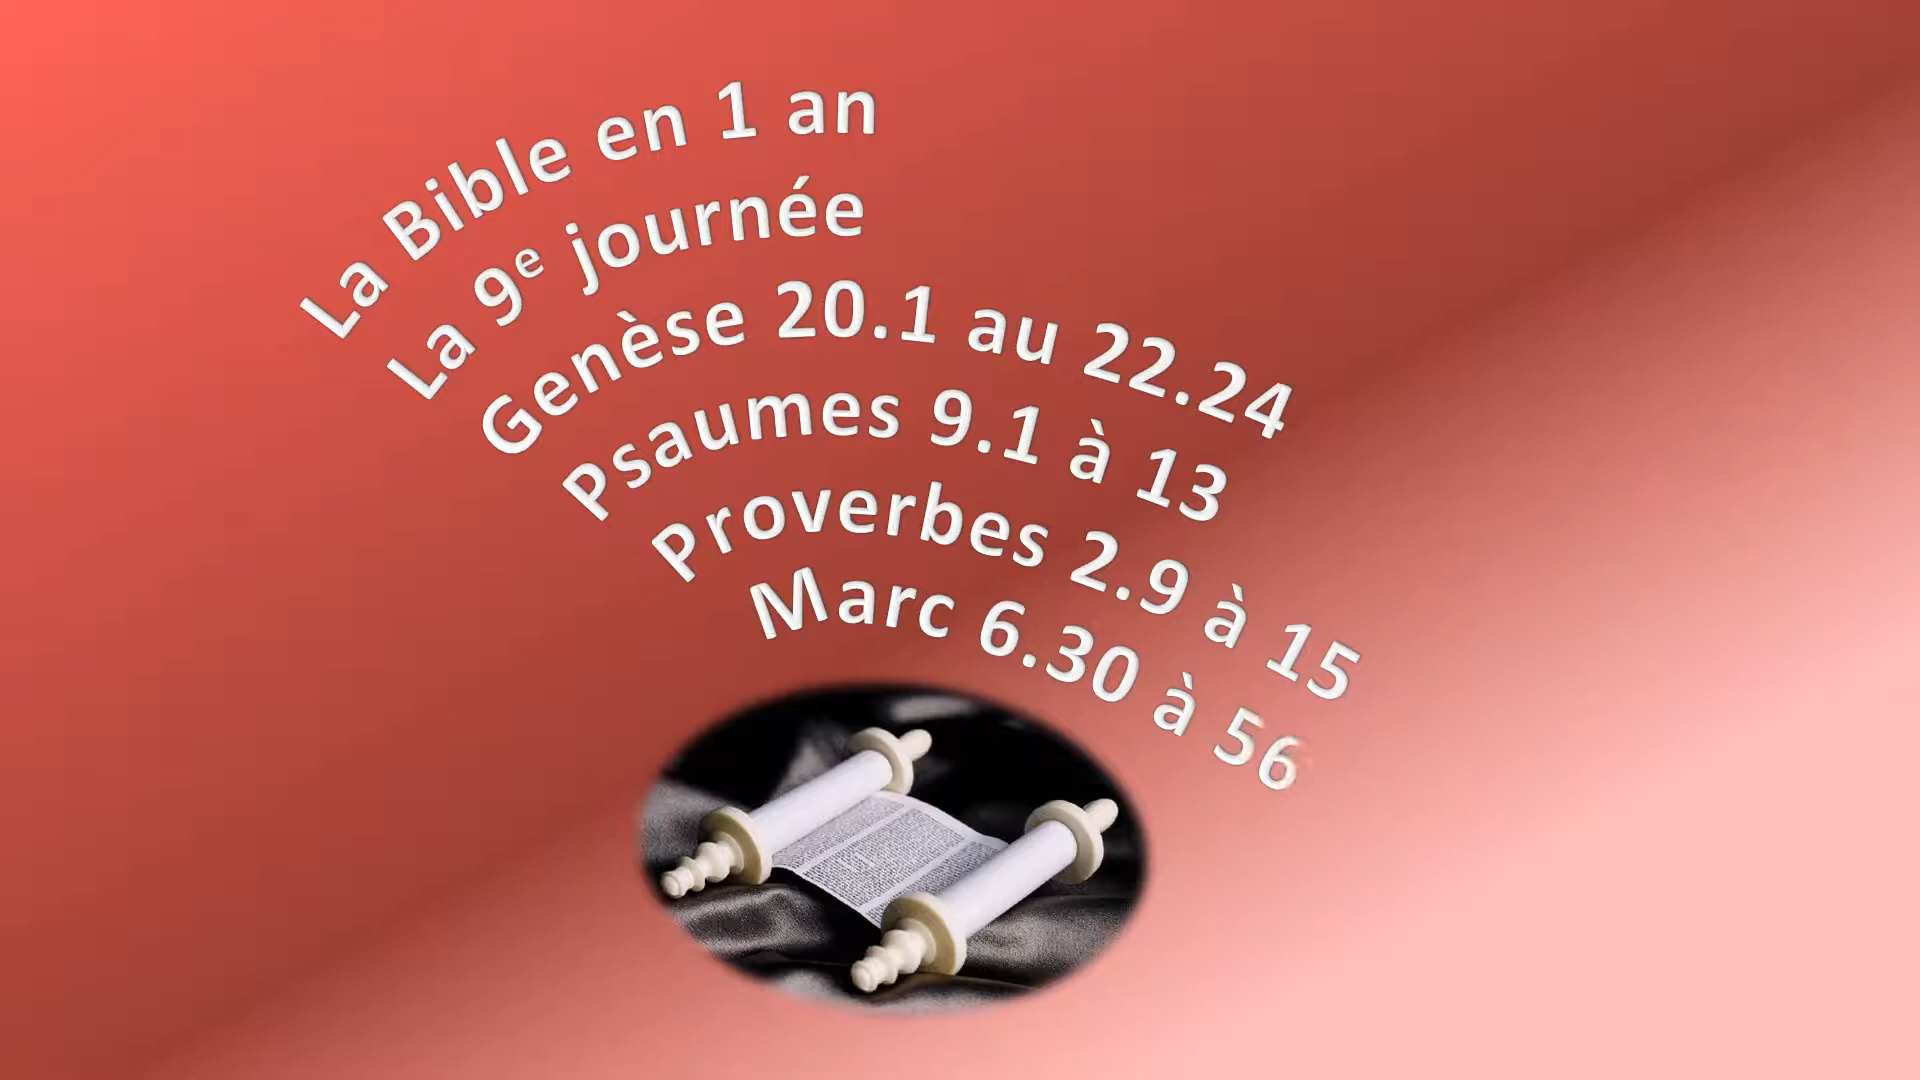 La Bible en 1 an
La 9e journée
Genèse 20.1 au 22.24
Psaumes 9.1 à 13
Proverbes 2.9 à 15
Marc 6.30 à 56